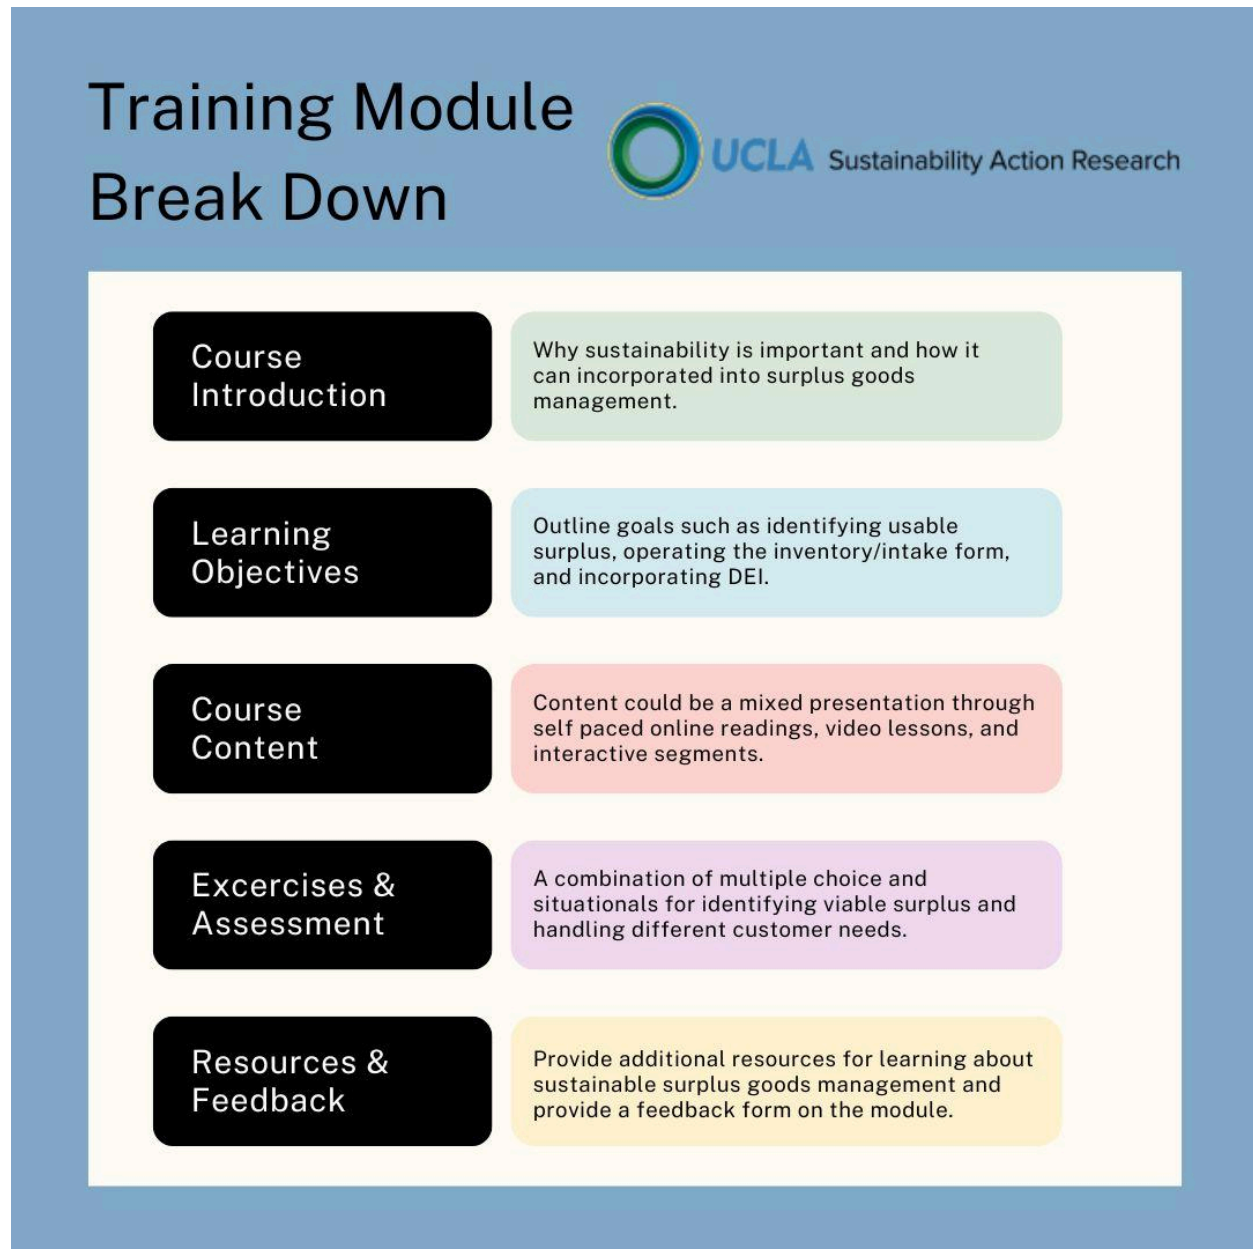 Training Module
Break Down
UCLA Sustainability Action Research
Course
Introduction
Why sustainability is important and how it
can incorporated into surplus goods
management.
Learning
Objectives
Outline goals such as identifying usable
surplus, operating the inventory/intake form,
and incorporating DEI.
Course
Content
Content could be a mixed presentation through
self paced online readings, video lessons, and
interactive segments.
Excercises &
Assessment
A combination of multiple choice and
situationals for identifying viable surplus and
handling different customer needs.
Resources &
Feedback
Provide additional resources for learning about
sustainable surplus goods management and
provide a feedback form on the module.